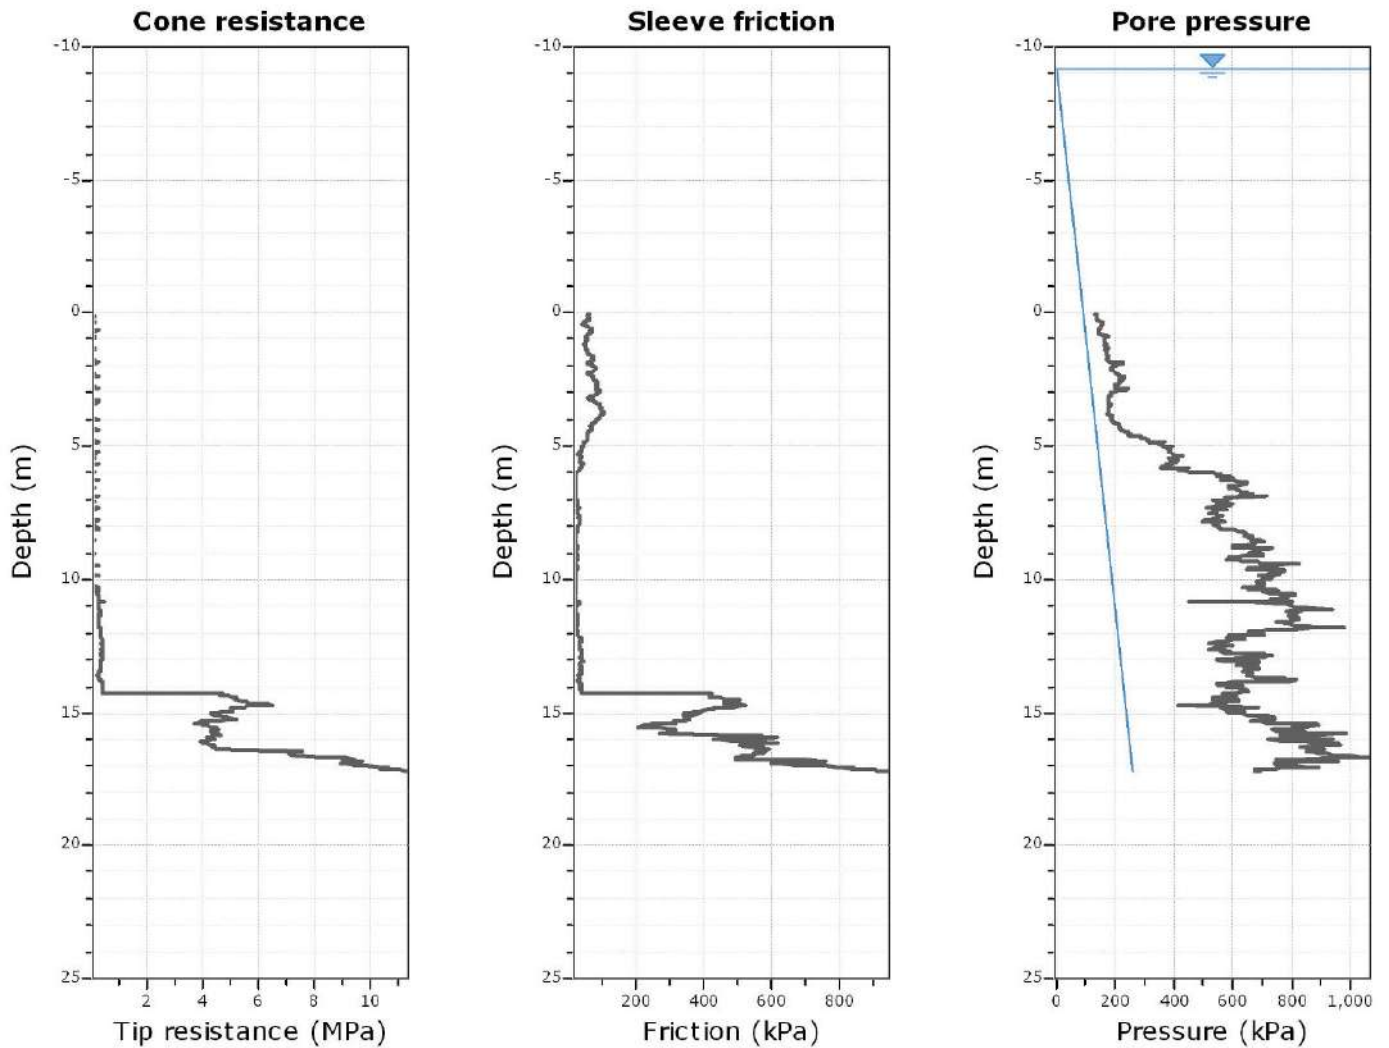 Cone resistance
-10
-5
0
5
10
15
20
25
Depth (m)
2 4 6 8 10
Tip resistance (MPa)
Sleeve friction
-10
-5
0
5
10
15
20
25
Depth (m)
200 400 600 800
Friction (kPa)
Pore pressure
-10
-5
0
5
10
15
20
25
Depth (m)
0 200 400 600 800 1,000
Pressure (kPa)